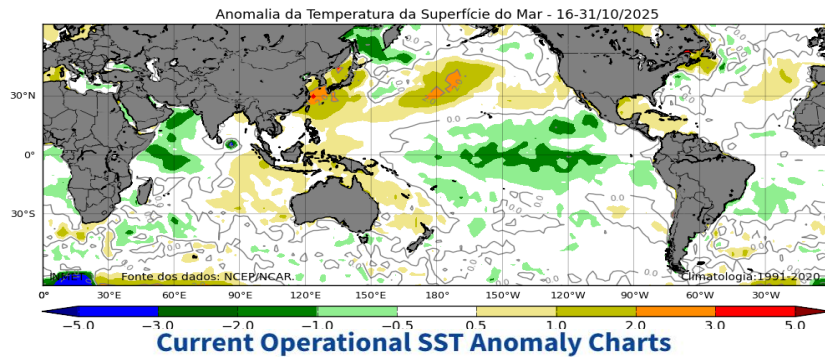 Anomalia da Temperatura da Superfície do Mar - 16-31/10/2025
30°N
0°
30°S
Fonte dos dados: NCEP/NCAR.
Climatologia:1991-2020
0° 30°E 60°E 90°E 120°E 150°E 180° 150°W 120°W 90°W 60°W 30°W
−5.0 −3.0 −2.0 −1.0 −0.5 0.5 1.0 2.0 3.0 5.0
Current Operational SST Anomaly Charts